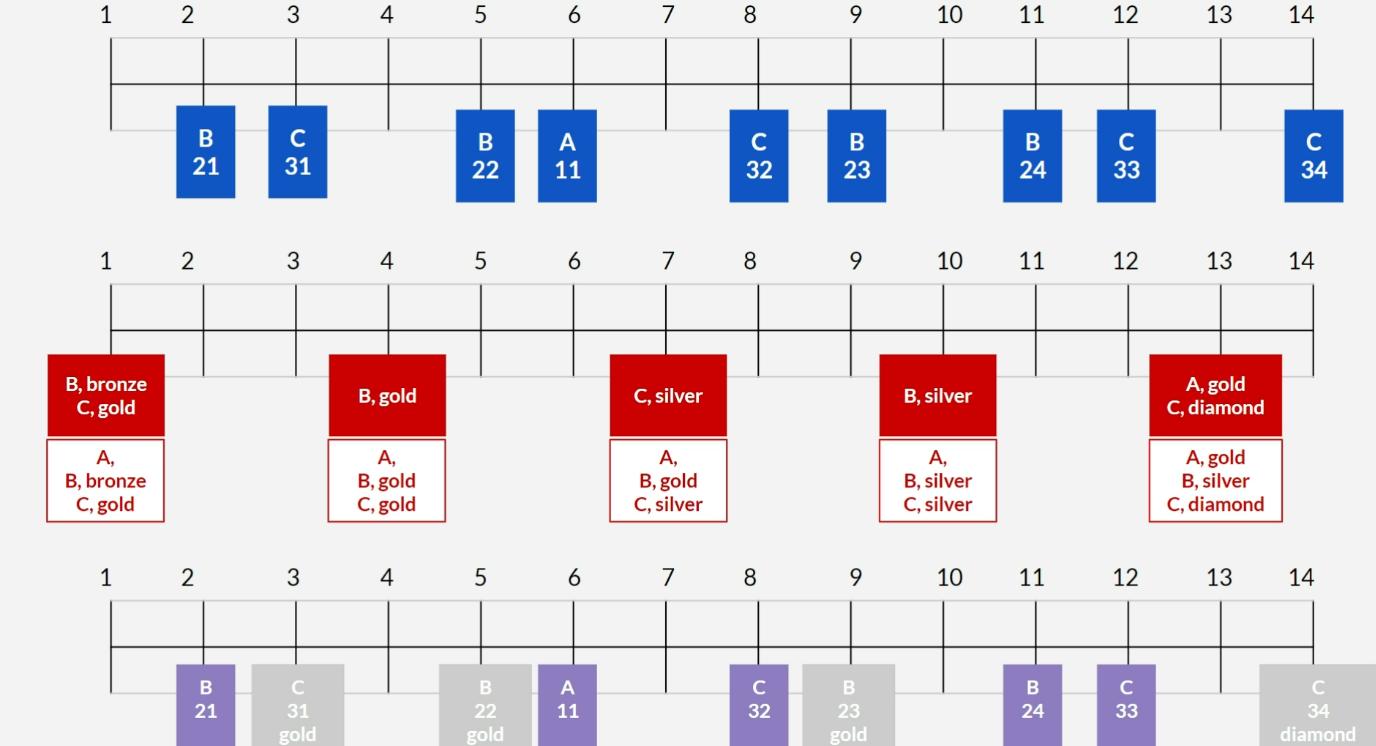 1 2 3 4 5 6 7 8 9 10 11 12 13 14
B C B A C B B C C
21 31 22 11 32 23 24 33 34
1 2 3 4 5 6 7 8 9 10 11 12 13 14
B, bronze
C, gold
B, gold
C, silver
B, silver
A, gold
C, diamond
A,
B, bronze
C, gold
A,
B, gold
C, gold
A,
B, gold
C, silver
A,
B, silver
C, silver
A, gold
B, silver
C, diamond
1 2 3 4 5 6 7 8 9 10 11 12 13 14
B C B A C B B C C
21 31 22 11 32 23 24 33 34
gold gold gold diamond